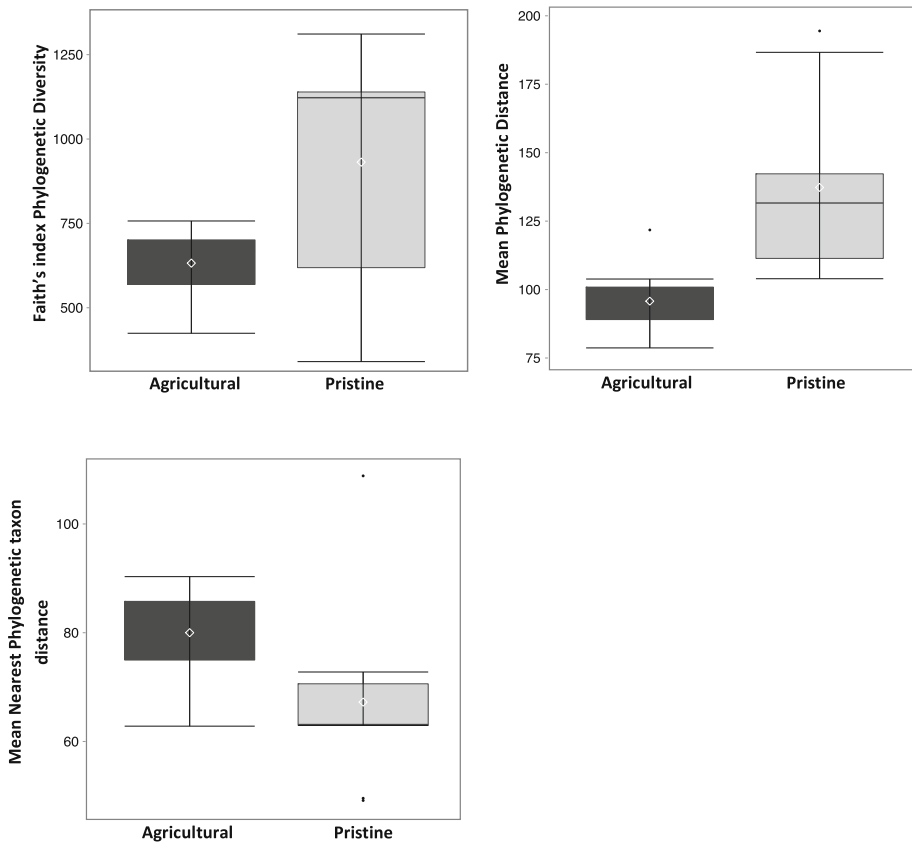 Faith's index Phylogenetic Diversity
1250
1000
750
500
Agricultural Pristine
Mean Phylogenetic Distance
200
175
150
125
100
75
Agricultural Pristine
Mean Nearest Phylogenetic taxon
distance
100
80
60
Agricultural Pristine